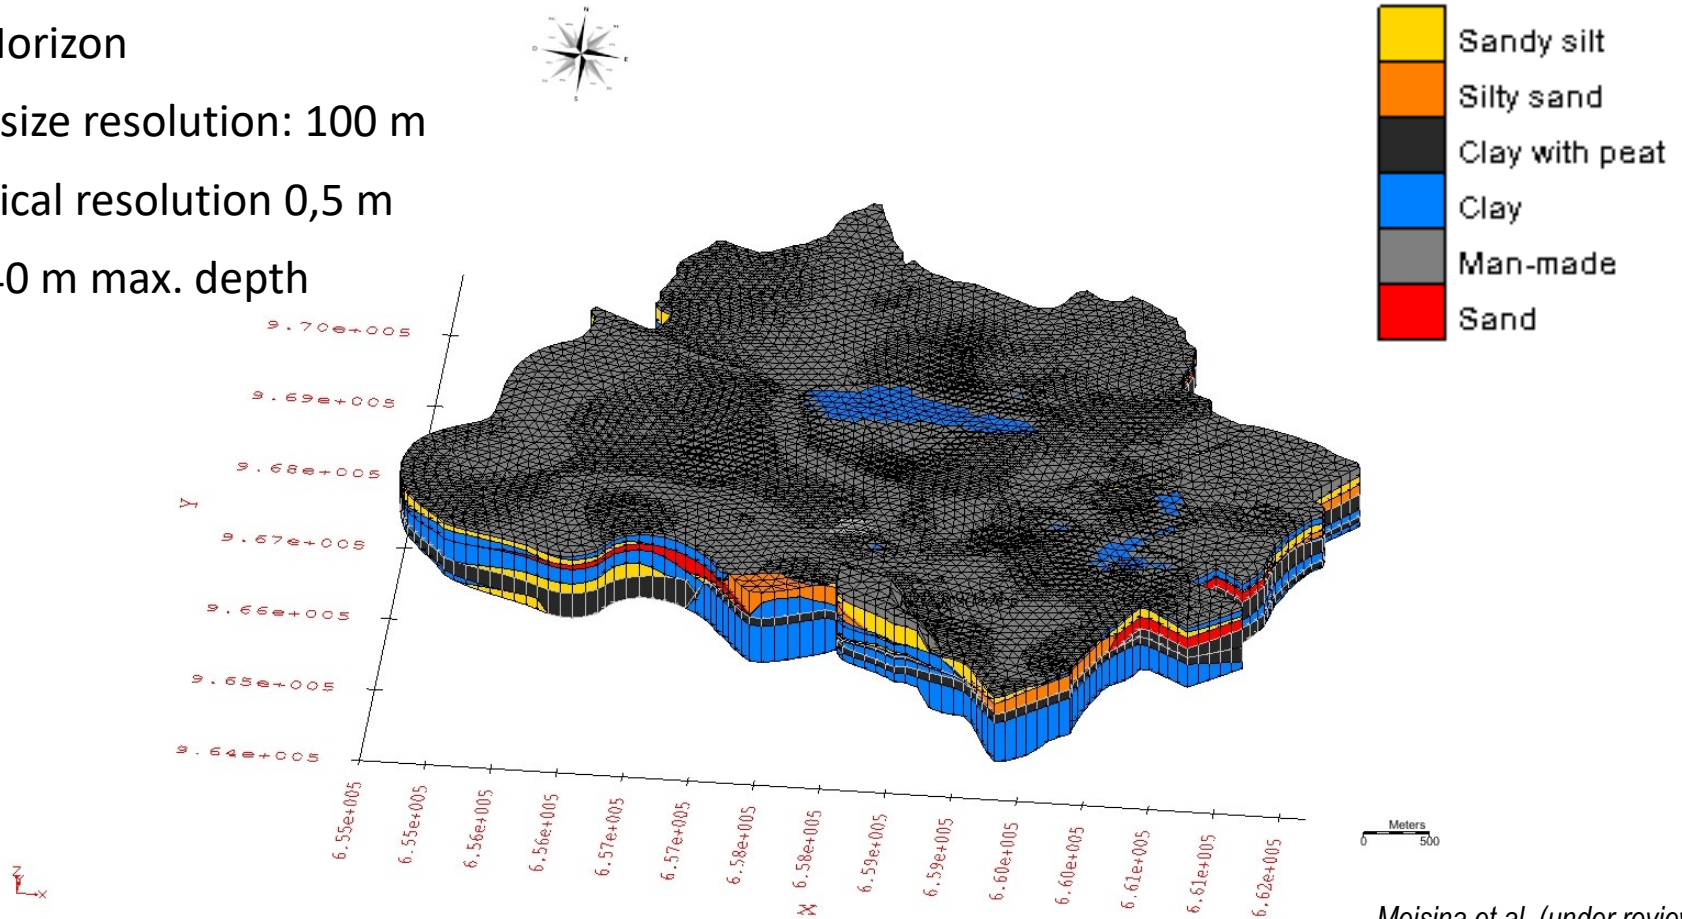 lorizon
size resolution: 100 m
ical resolution 0,5 m
40 m max. depth
N
O
E
S
Sandy silt
Silty sand
Clay with peat
Clay
Man-made
Sand
9.70e+005
9.69e+005
9.68e+005
Y
9.67e+005
9.66e+005
9.65e+005
9.64e+005
6.55e+005
6.55e+005
6.56e+005
6.56e+005
6.57e+005
6.57e+005
6.58e+005
6.58e+005
6.59e+005
6.59e+005
6.60e+005
6.60e+005
6.61e+005
6.61e+005
6.62e+005
X
Meters
0 500
Z
Y
X
Meisina et al. (under review